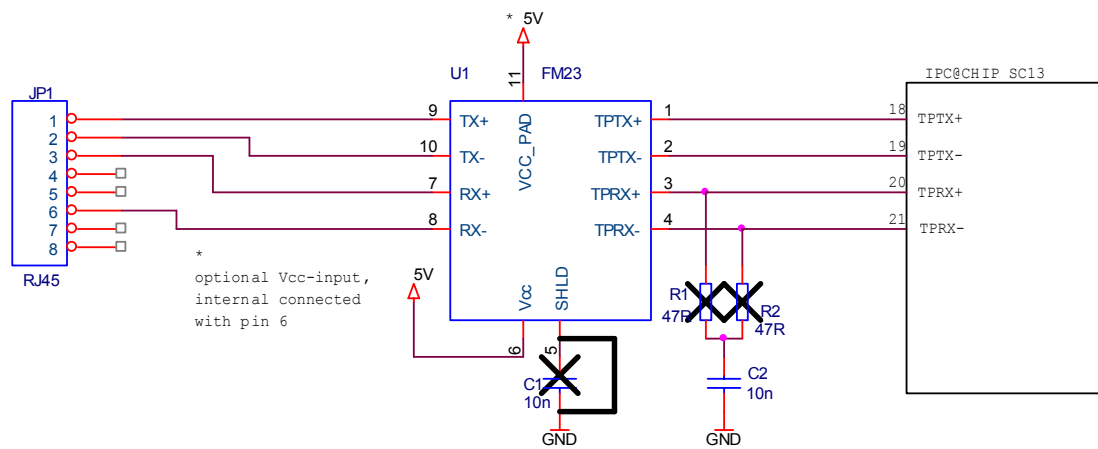 * 5V
U1
FM23
11
IPC@CHIP SC13
JP1
1
2
3
4
5
6
7
8
RJ45
9
10
7
8
TX+
TX-
RX+
RX-
VCC_PAD
TPTX+
TPTX-
TPRX+
TPRX-
Vcc
SHLD
1
2
3
4
18
19
20
21
TPTX+
TPTX-
TPRX+
TPRX-
*
optional Vcc-input,
internal connected
with pin 6
5V
6
5
C1
10n
GND
R1
47R
R2
47R
C2
10n
GND